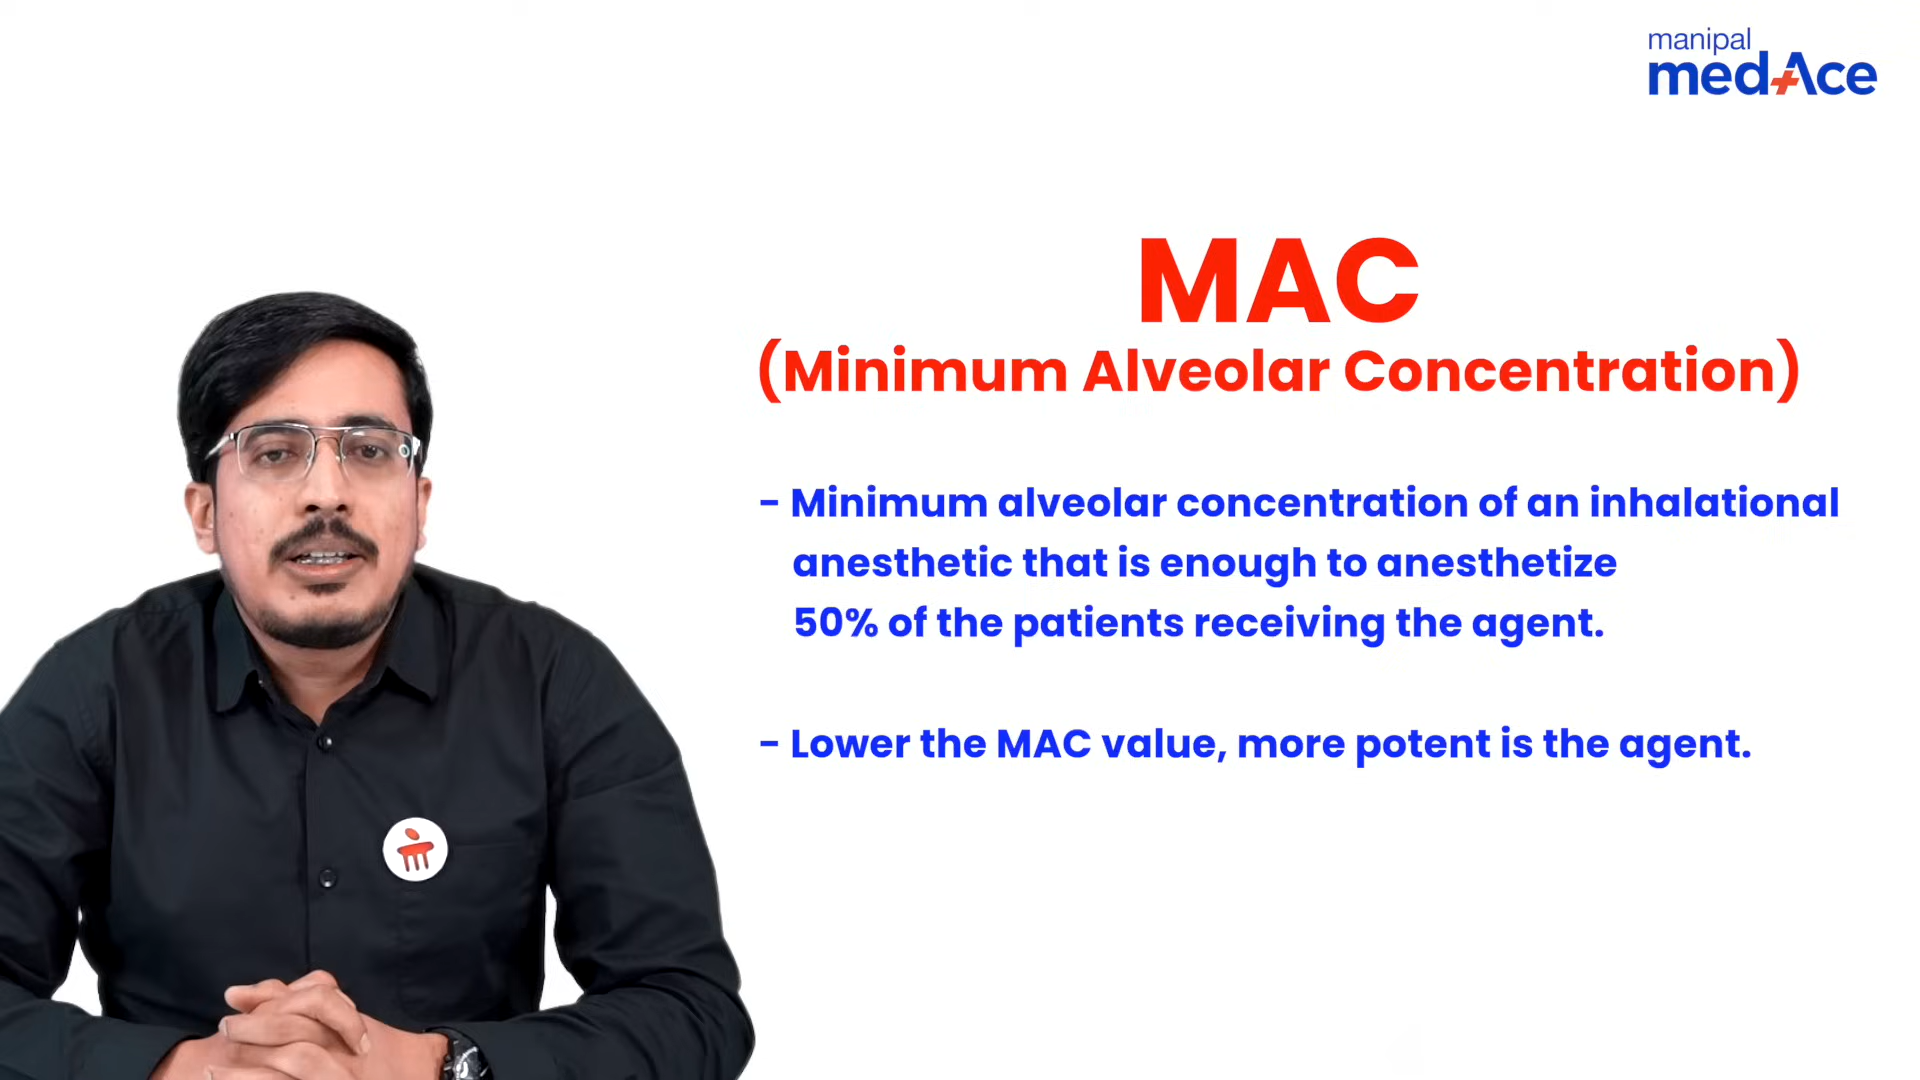 manipal
medAce
MAC
(Minimum Alveolar Concentration)
- Minimum alveolar concentration of an inhalational
anesthetic that is enough to anesthetize
50% of the patients receiving the agent.
- Lower the MAC value, more potent is the agent.